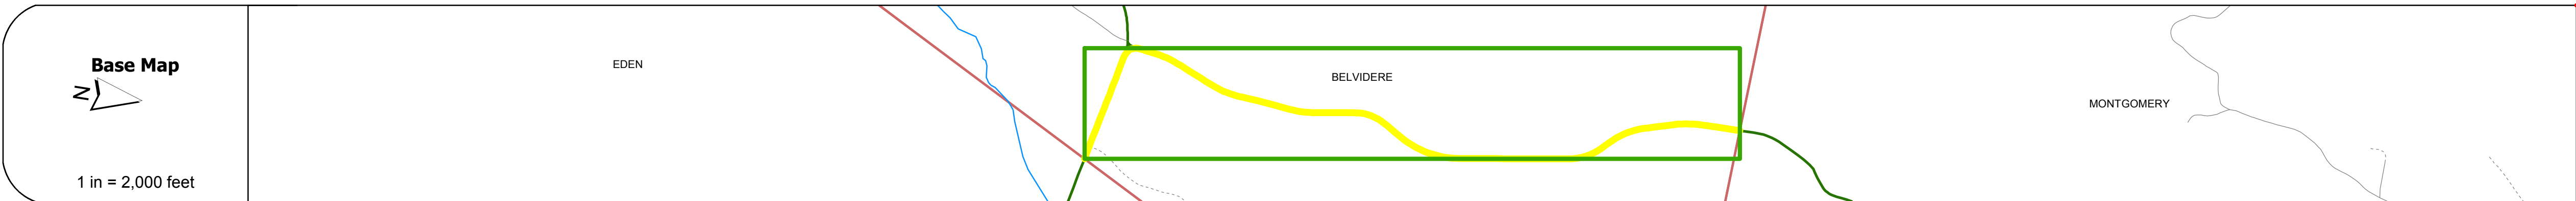 Base Map
N
1 in = 2,000 feet
EDEN
BELVIDERE
MONTGOMERY